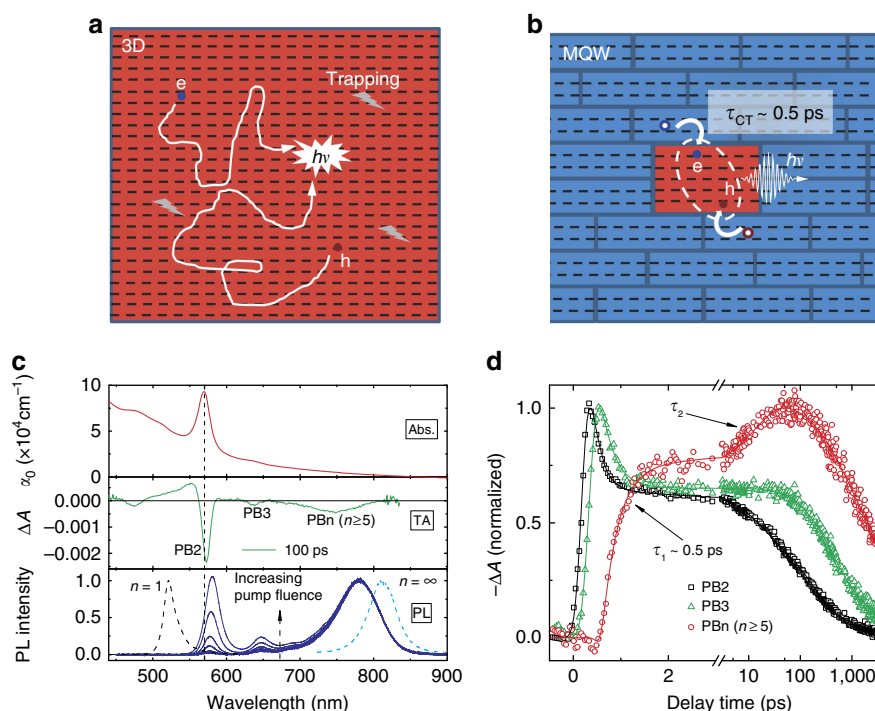 a
3D
e
Trapping
hν
h
b
MQW
τCT ~ 0.5 ps
hν
e
h
c
α0 (×10⁴cm⁻¹)
10
5
0
Abs.
ΔA
0.000
−0.001
−0.002
PB2
PB3
PBn (n≥5)
100 ps
TA
PL intensity
1.0
0.5
0.0
n = 1
Increasing
pump fluence
n = ∞
PL
500 600 700 800 900
Wavelength (nm)
d
−ΔA (normalized)
1.0
0.5
0.0
τ2
τ1 ~ 0.5 ps
PB2
PB3
PBn (n≥5)
0 2 10 100 1,000
Delay time (ps)